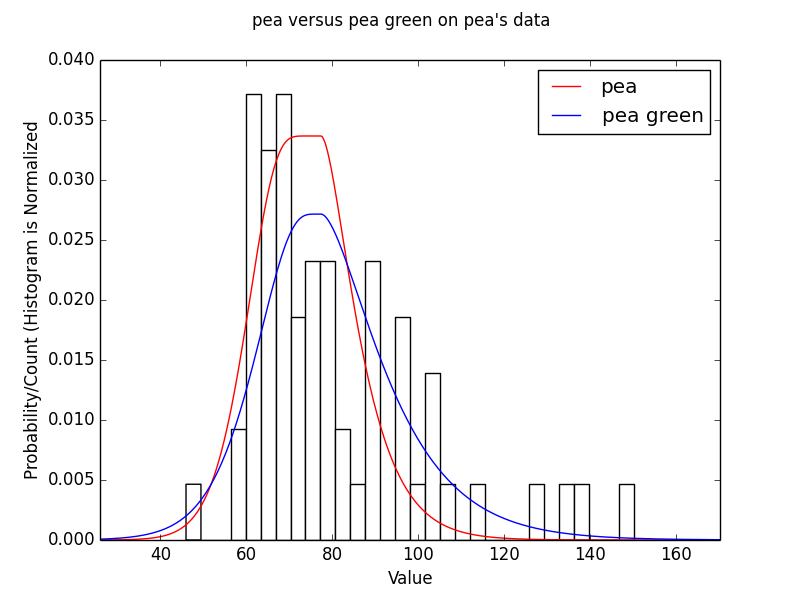 pea versus pea green on pea's data
0.040
0.035
0.030
0.025
0.020
0.015
0.010
0.005
0.000
Probability/Count (Histogram is Normalized
pea
pea green
40 60 80 100 120 140 160
Value